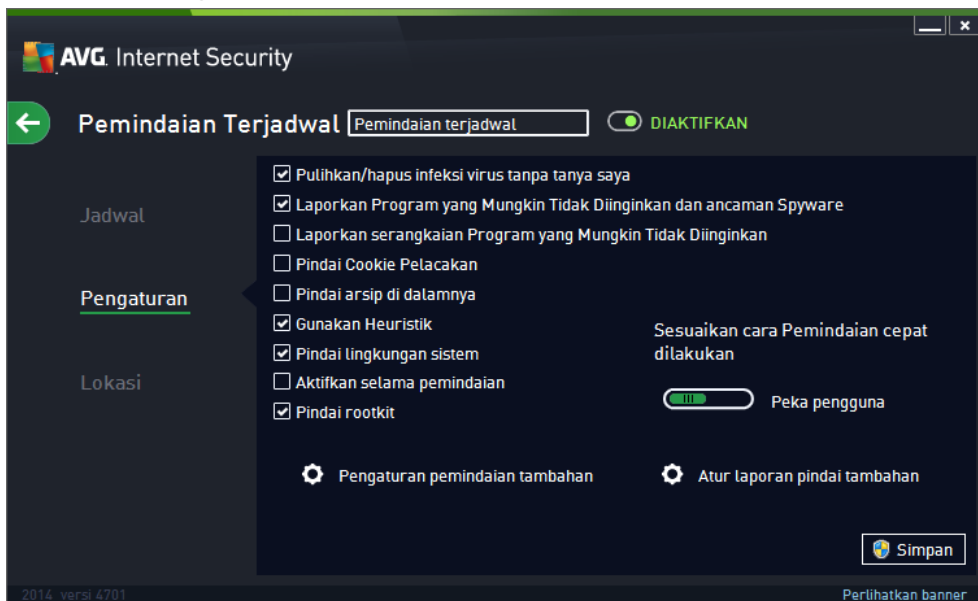 AVG. Internet Security
Pemindaian Terjadwal
Pemindaian terjadwal
DIAKTIFKAN
Jadwal
Pengaturan
Lokasi
Pulihkan/hapus infeksi virus tanpa tanya saya
Laporkan Program yang Mungkin Tidak Diinginkan dan ancaman Spyware
Laporkan serangkaian Program yang Mungkin Tidak Diinginkan
Pindai Cookie Pelacakan
Pindai arsip di dalamnya
Gunakan Heuristik
Pindai lingkungan sistem
Aktifkan selama pemindaian
Pindai rootkit
Sesuaikan cara Pemindaian cepat
dilakukan
Peka pengguna
Pengaturan pemindaian tambahan
Atur laporan pindai tambahan
Simpan
2014 versi 4701
Perlihatkan banner